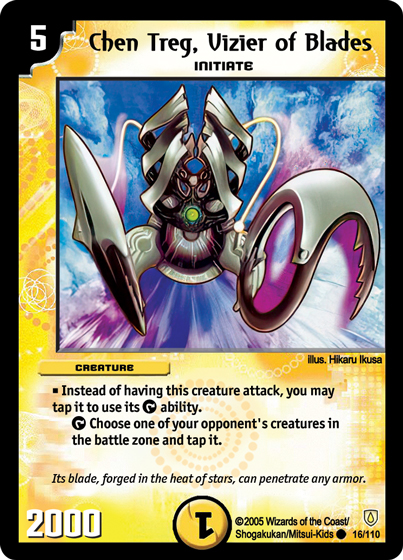 5
Chen Treg, Vizier of Blades
INITIATE
illus. Hikaru Ikusa
CREATURE
▪ Instead of having this creature attack, you may
tap it to use its ability.
Choose one of your opponent's creatures in
the battle zone and tap it.
Its blade, forged in the heat of stars, can penetrate any armor.
2000
1
©2005 Wizards of the Coast/
Shogakukan/Mitsui-Kids ● 16/110